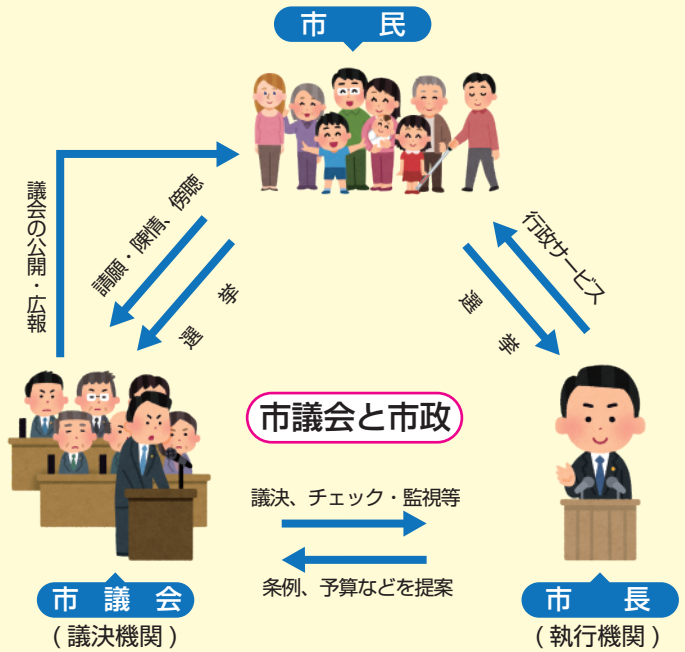 市民
議会の公開・広報
請願・陳情、傍聴
選挙
行政サービス
選挙
市議会と市政
議決、チェック・監視等
条例、予算などを提案
市議会
(議決機関)
市長
(執行機関)